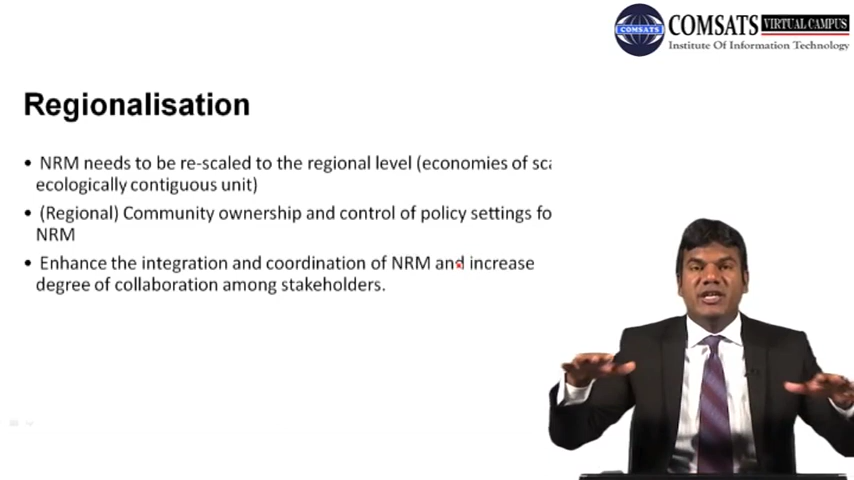 COMSATS
COMSATS VIRTUAL CAMPUS
Institute Of Information Technology
Regionalisation
• NRM needs to be re-scaled to the regional level (economies of
ecologically contiguous unit)
• (Regional) Community ownership and control of policy settings
NRM
• Enhance the integration and coordination of NRM and increase
degree of collaboration among stakeholders.